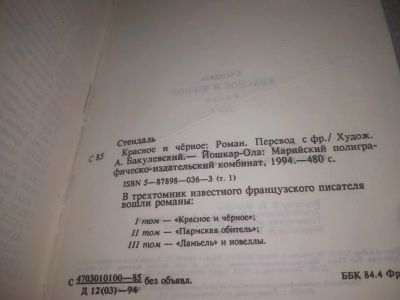 Стендаль
С 85
Красное и чёрное: Роман. Перевод с фр./ Худож.
А. Бакулевский.— Йошкар-Ола: Марийский полигра-
фическо-издательский комбинат, 1994.—480 с.
ISBN 5—87898—036—3 (т. 1)
В трехтомник известного французского писателя
вошли романы:
I том — «Красное и чёрное»;
II том — «Пармская обитель»;
III том — «Ламьель» и новеллы.
С 4703010100—85 без объявл.
Д 12(03)—94
ББК 84.4 Фр